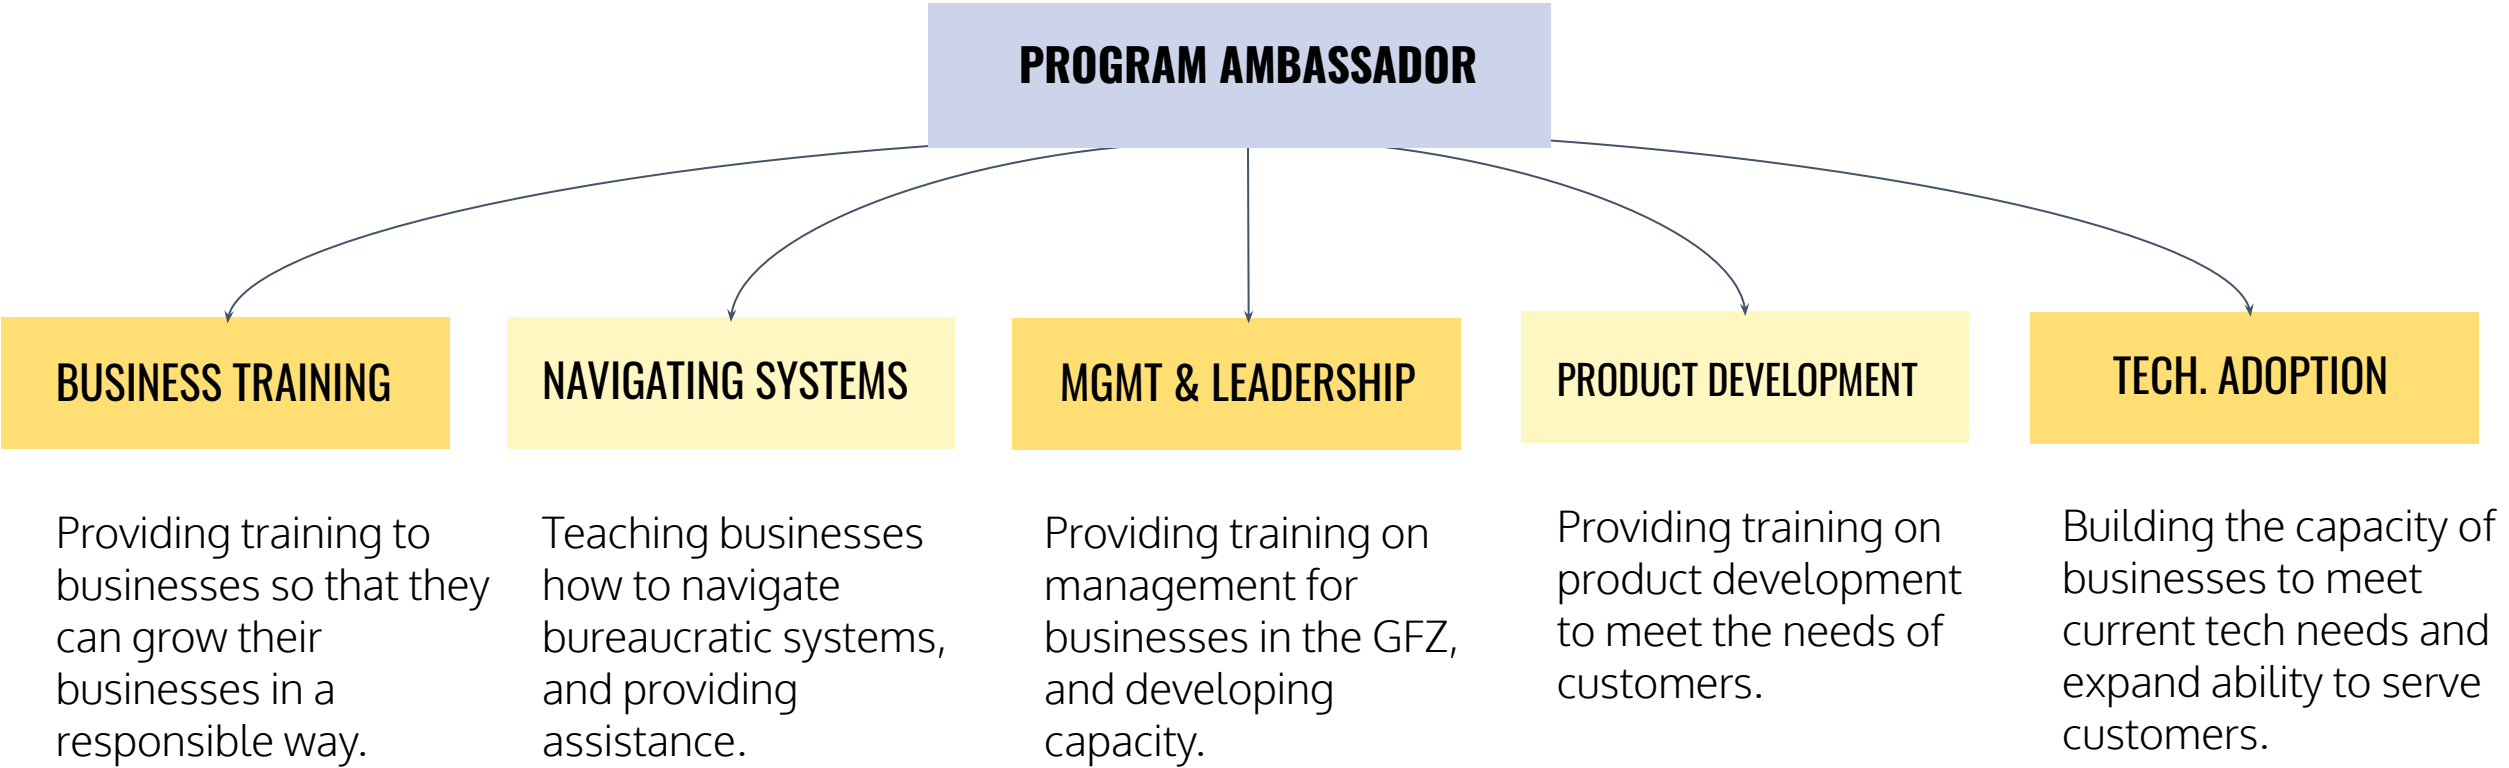 PROGRAM AMBASSADOR
BUSINESS TRAINING
Providing training to
businesses so that they
can grow their
businesses in a
responsible way.
NAVIGATING SYSTEMS
Teaching businesses
how to navigate
bureaucratic systems,
and providing
assistance.
MGMT & LEADERSHIP
Providing training on
management for
businesses in the GFZ,
and developing
capacity.
PRODUCT DEVELOPMENT
Providing training on
product development
to meet the needs of
customers.
TECH. ADOPTION
Building the capacity of
businesses to meet
current tech needs and
expand ability to serve
customers.